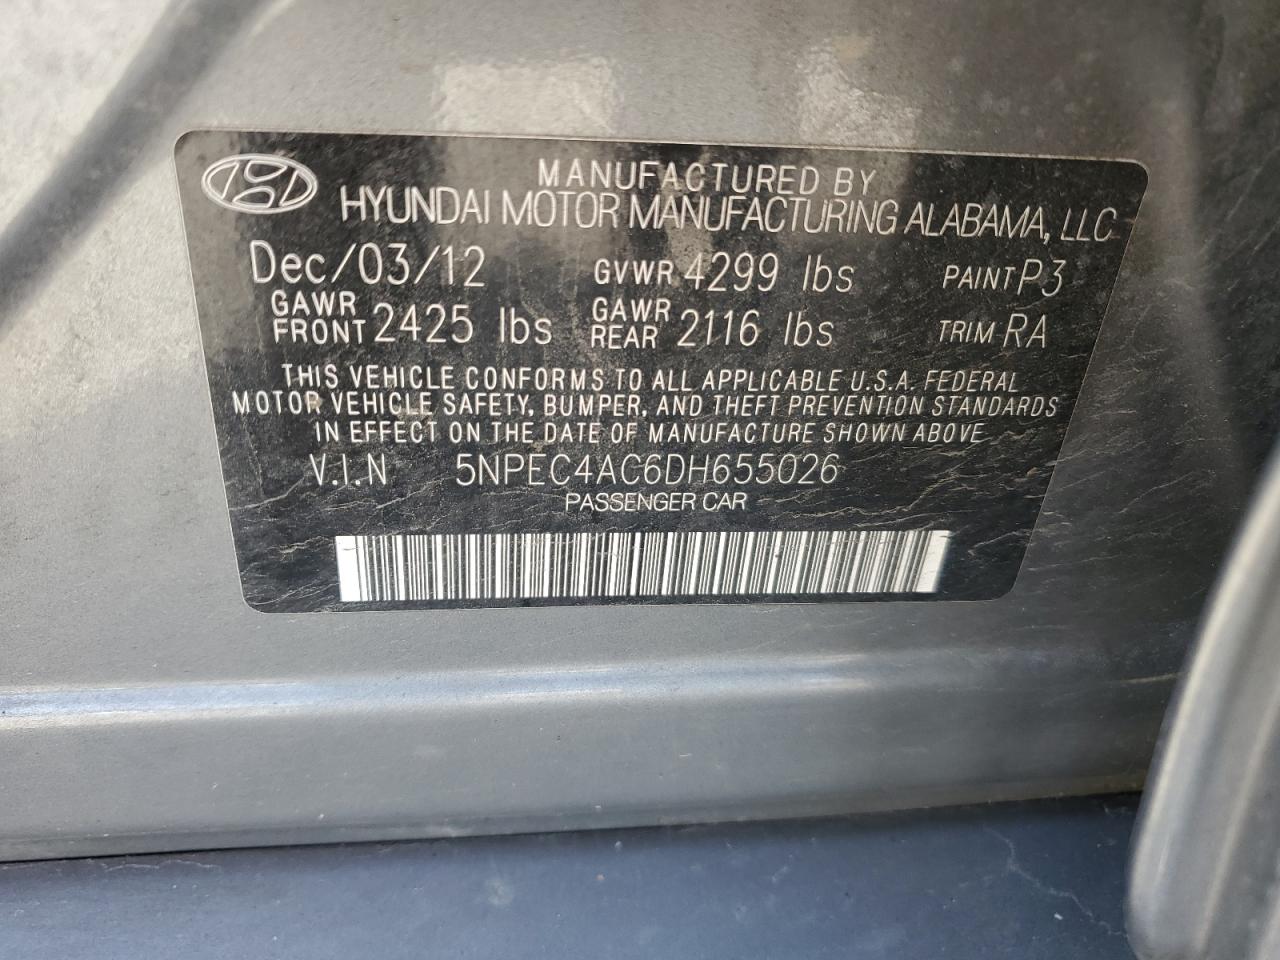 MANUFACTURED BY
HYUNDAI MOTOR MANUFACTURING ALABAMA, LLC
Dec/03/12 GVWR 4299 lbs PAINT P3
GAWR FRONT 2425 lbs GAWR REAR 2116 lbs TRIM RA
THIS VEHICLE CONFORMS TO ALL APPLICABLE U.S.A. FEDERAL
MOTOR VEHICLE SAFETY, BUMPER, AND THEFT PREVENTION STANDARDS
IN EFFECT ON THE DATE OF MANUFACTURE SHOWN ABOVE
V.I.N 5NPEC4AC6DH655026
PASSENGER CAR